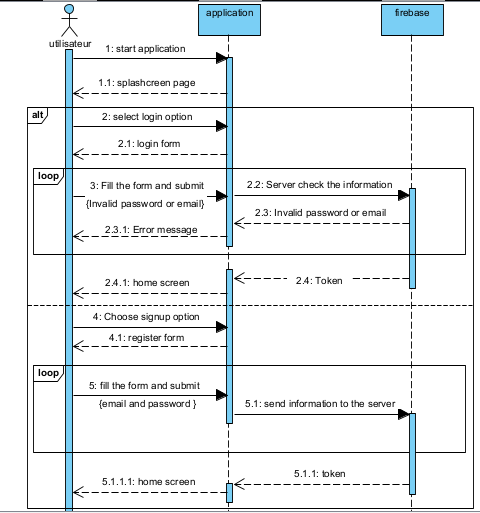 application
firebase
utilisateur
1: start application
1.1: splashcreen page
alt
2: select login option
2.1: login form
loop
3: Fill the form and submit
{Invalid password or email}
2.2: Server check the information
2.3: Invalid password or email
2.3.1: Error message
2.4: Token
2.4.1: home screen
4: Choose signup option
4.1: register form
loop
5: fill the form and submit
{email and password }
5.1: send information to the server
5.1.1: token
5.1.1.1: home screen